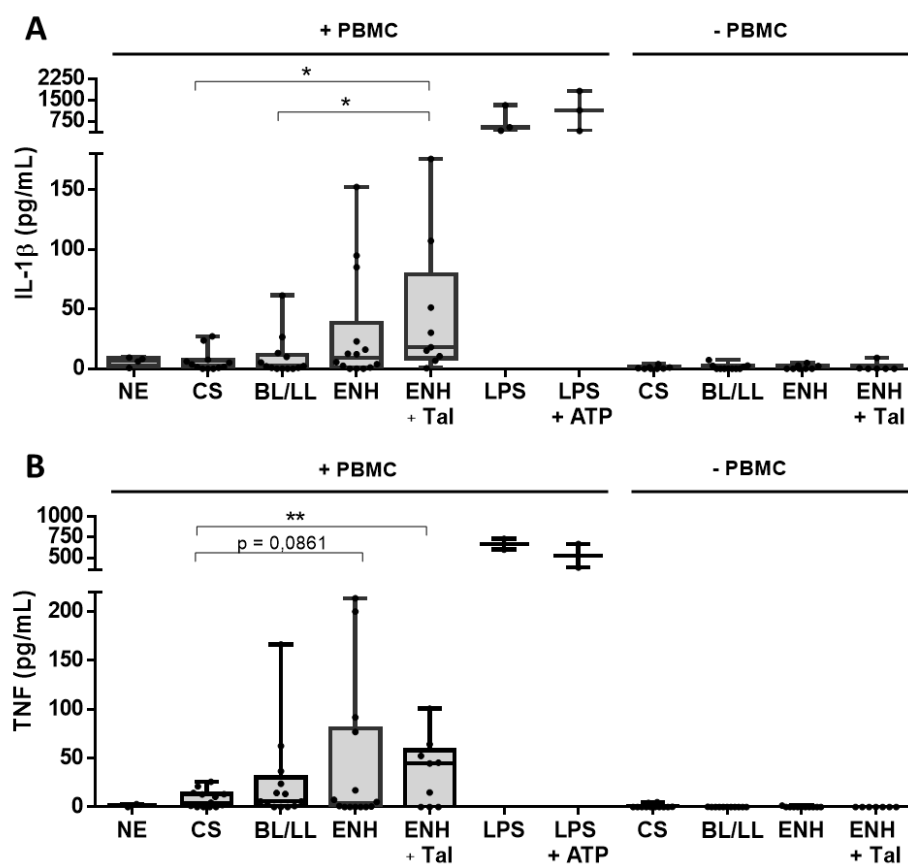 A
+ PBMC
- PBMC
*
*
2250
1500
750
150
100
50
0
IL-1β (pg/mL)
NE CS BL/LL ENH ENH + Tal LPS LPS + ATP CS BL/LL ENH ENH + Tal
B
+ PBMC
- PBMC
**
p = 0,0861
1000
750
500
200
150
100
50
0
TNF (pg/mL)
NE CS BL/LL ENH ENH + Tal LPS LPS + ATP CS BL/LL ENH ENH + Tal